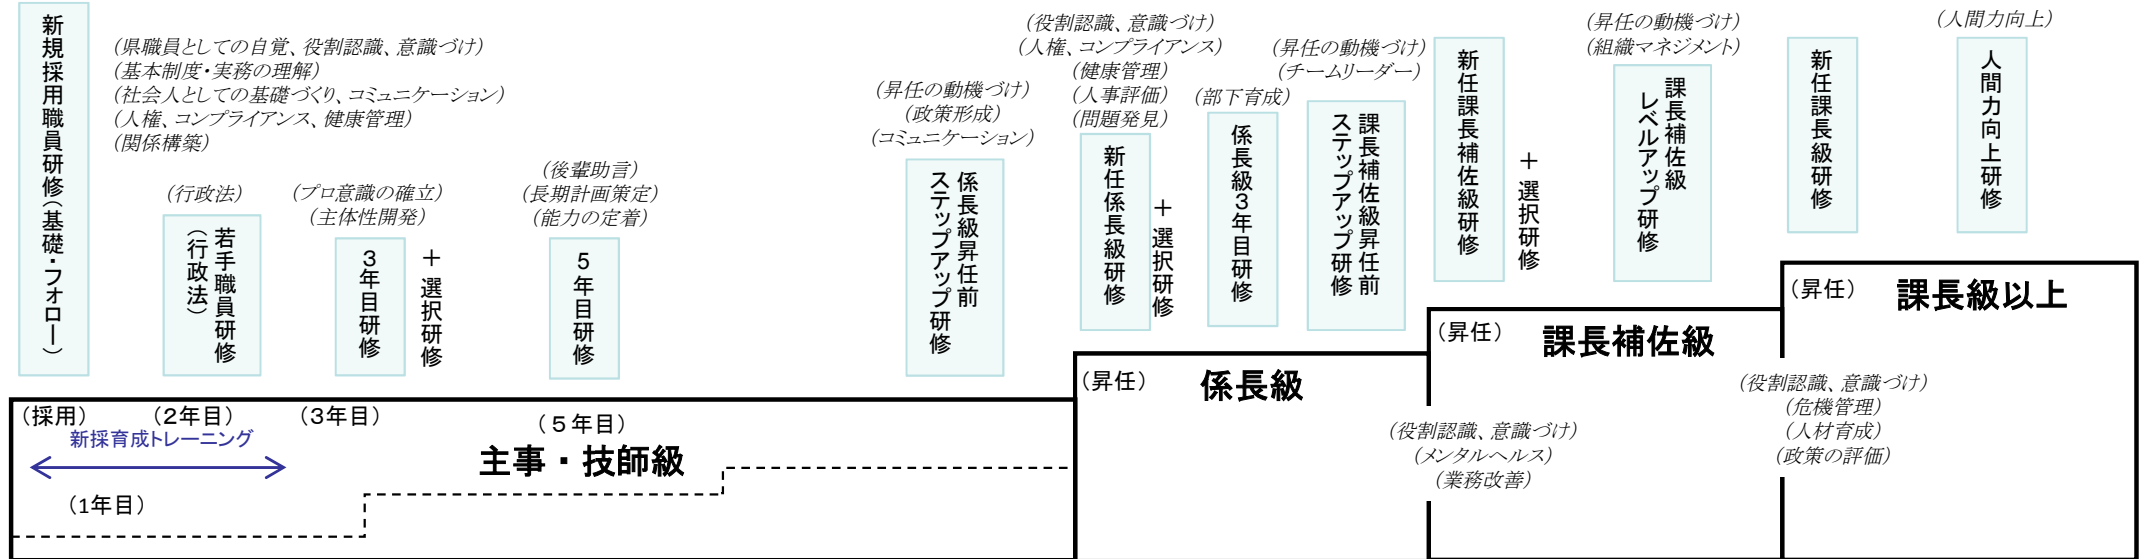 新規採用職員研修（基礎・フォロー）
（県職員としての自覚、役割認識、意識づけ）
（基本制度・実務の理解）
（社会人としての基礎づくり、コミュニケーション）
（人権、コンプライアンス、健康管理）
（関係構築）
（行政法）
若手職員研修
（行政法）
（プロ意識の確立）
（主体性開発）
３年目研修
＋選択研修
（後輩助言）
（長期計画策定）
（能力の定着）
５年目研修
（昇任の動機づけ）
（政策形成）
（コミュニケーション）
係長級昇任前
ステップアップ研修
（役割認識、意識づけ）
（人権、コンプライアンス）
（健康管理）
（人事評価）
（問題発見）
新任係長級研修
＋選択研修
（部下育成）
係長級３年目研修
（昇任の動機づけ）
（チームリーダー）
課長補佐級昇任前
ステップアップ研修
新任課長補佐級研修
＋選択研修
（昇任の動機づけ）
（組織マネジメント）
課長補佐級
レベルアップ研修
新任課長級研修
（人間力向上）
人間力向上研修
（採用）
（２年目）
（３年目）
（５年目）
新採育成トレーニング
（1年目）
主事・技師級
（昇任）
係長級
（昇任）
課長補佐級
（昇任）
課長級以上
（役割認識、意識づけ）
（メンタルヘルス）
（業務改善）
（役割認識、意識づけ）
（危機管理）
（人材育成）
（政策の評価）